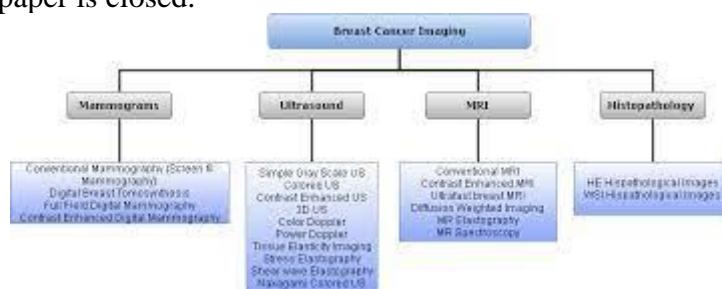 paper is closed.
Breast Cancer Imaging
Mammograms
Ultrasound
MRI
Histopathology
Conventional Mammography (Screen &
Mammography)
Digital Breast Tomosynthesis
Full Field Digital Mammography
Contrast Enhanced Digital Mammography
Simple Gray Scale US
Colored US
Contrast Enhanced US
3D US
Color Doppler
Power Doppler
Tissue Elasticity Imaging
Stress Elastography
Shear wave Elastography
Nakagami Colored US
Conventional MRI
Contrast Enhanced MRI
Ultrafast breast MRI
Diffusion Weighted Imaging
MR Elastography
MR Spectroscopy
HE Hispathological Images
WSI Hispathological Images